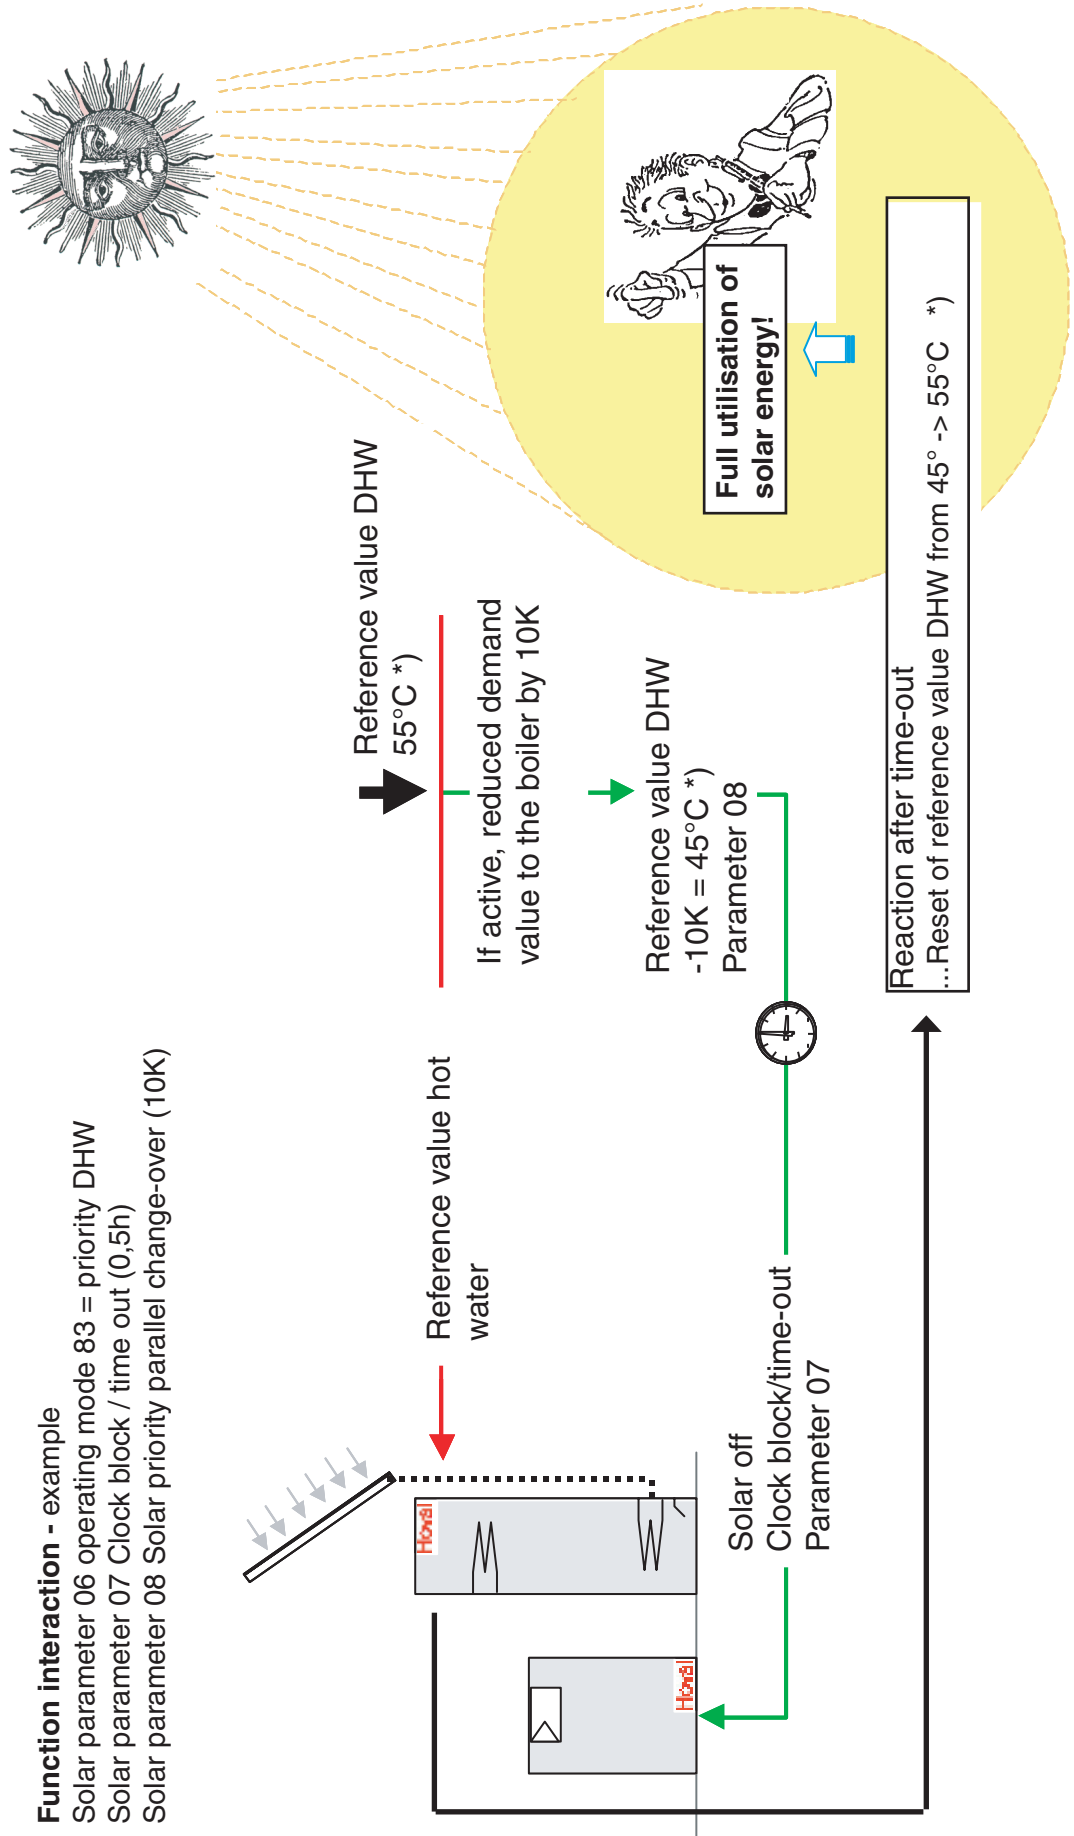 Function interaction - example
Solar parameter 06 operating mode 83 = priority DHW
Solar parameter 07 Clock block / time out (0,5h)
Solar parameter 08 Solar priority parallel change-over (10K)
Reference value DHW
55°C *)
Reference value hot
water
If active, reduced demand
value to the boiler by 10K
Hoval
Reference value DHW
-10K = 45°C *)
Parameter 08
Full utilisation of
solar energy!
Hoval
Solar off
Clock block/time-out
Parameter 07
Reaction after time-out
...Reset of reference value DHW from 45° -> 55°C *)